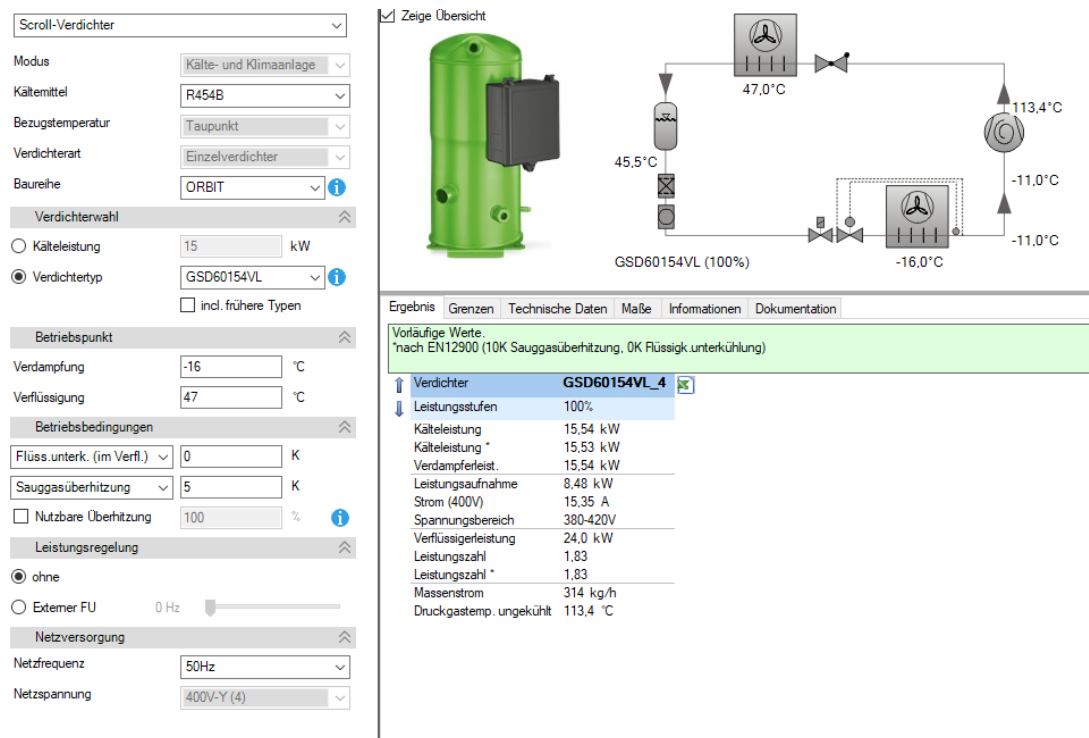 Scroll-Verdichter
Modus Kälte- und Klimaanlage
Kältemittel R454B
Bezugstemperatur Taupunkt
Verdichterart Einzelverdichter
Baureihe ORBIT
Verdichterwahl
Kälteleistung 15 kW
Verdichtertyp GSD60154VL
incl. frühere Typen
Betriebspunkt
Verdampfung -16 °C
Verflüssigung 47 °C
Betriebsbedingungen
Flüss.unterk. (im Verfl.) 0 K
Sauggasüberhitzung 5 K
Nutzbare Überhitzung 100 %
Leistungsregelung
ohne
Externer FU 0 Hz
Netzversorgung
Netzfrequenz 50Hz
Netzspannung 400V-Y (4)
Zeige Übersicht
47,0°C
113,4°C
45,5°C
-11,0°C
-11,0°C
GSD60154VL (100%)
-16,0°C
Ergebnis Grenzen Technische Daten Maße Informationen Dokumentation
Vorläufige Werte.
*nach EN12900 (10K Sauggasüberhitzung, 0K Flüssigk.unterkühlung)
Verdichter GSD60154VL_4
Leistungsstufen 100%
Kälteleistung 15,54 kW
Kälteleistung * 15,53 kW
Verdampferleist. 15,54 kW
Leistungsaufnahme 8,48 kW
Strom (400V) 15,35 A
Spannungsbereich 380-420V
Verflüssigerleistung 24,0 kW
Leistungszahl 1,83
Leistungszahl * 1,83
Massenstrom 314 kg/h
Druckgastemp. ungekühlt 113,4 °C